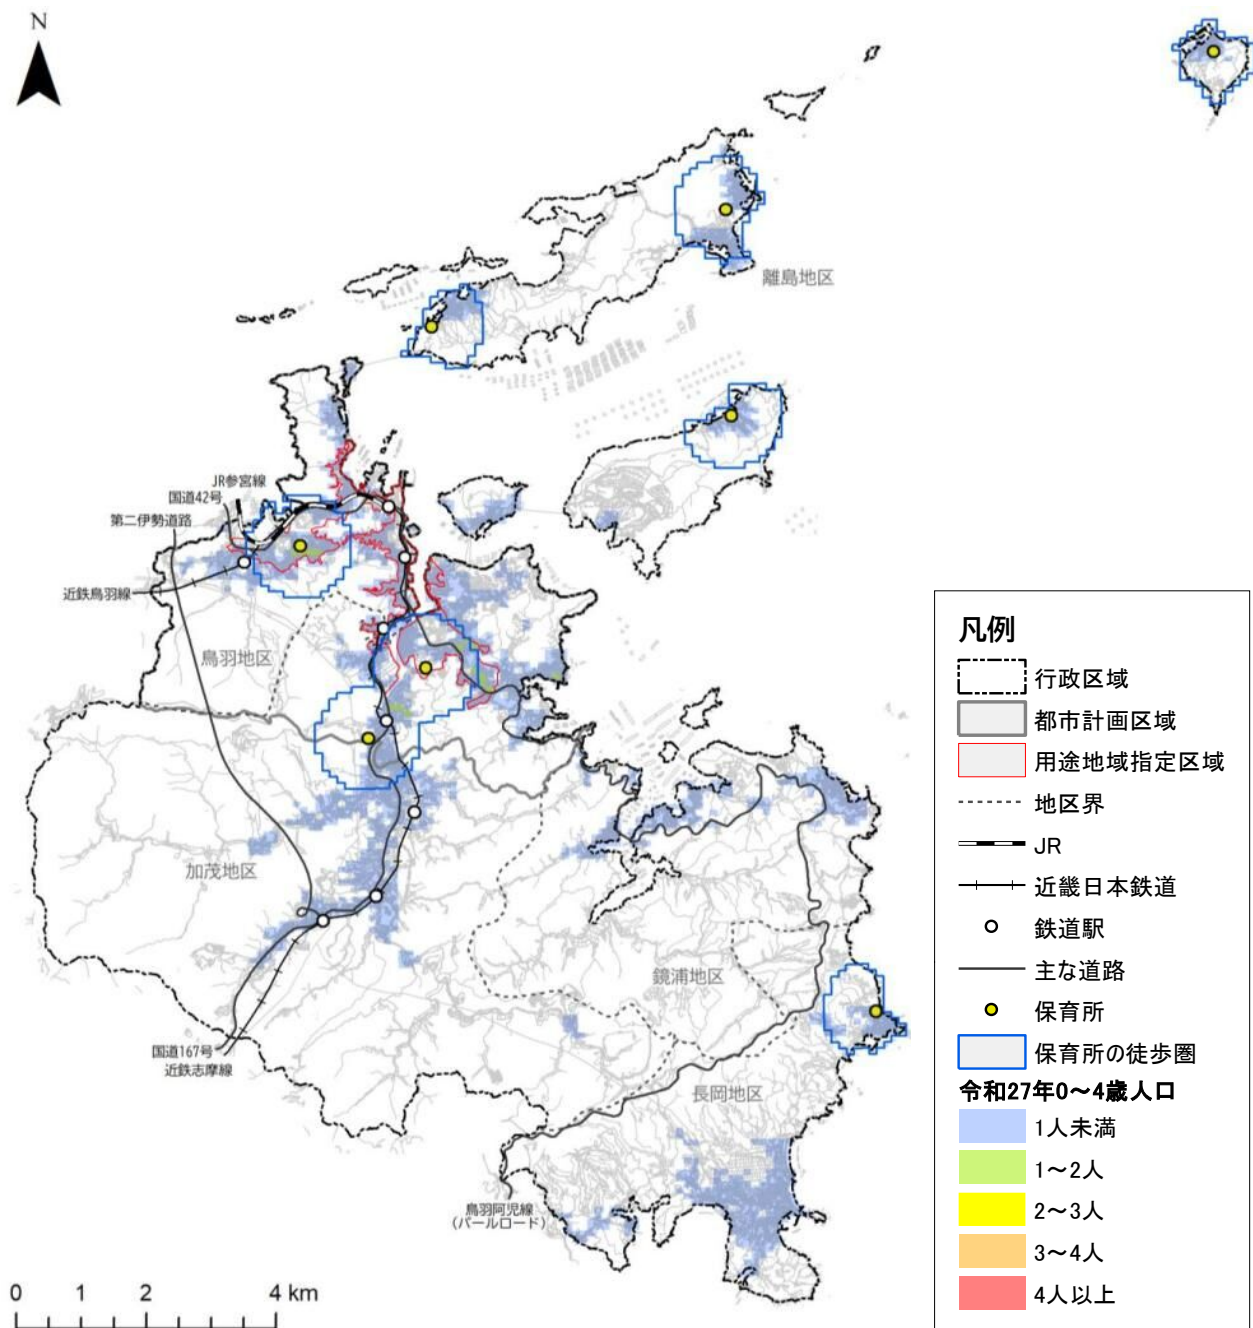 N
離島地区
JR参宮線
国道42号
第二伊勢道路
近鉄鳥羽線
鳥羽地区
加茂地区
鏡浦地区
国道167号
近鉄志摩線
長岡地区
鳥羽阿児線
(パールロード)
0 1 2 4 km
凡例
行政区域
都市計画区域
用途地域指定区域
地区界
JR
近畿日本鉄道
鉄道駅
主な道路
保育所
保育所の徒歩圏
令和27年0～4歳人口
1人未満
1～2人
2～3人
3～4人
4人以上